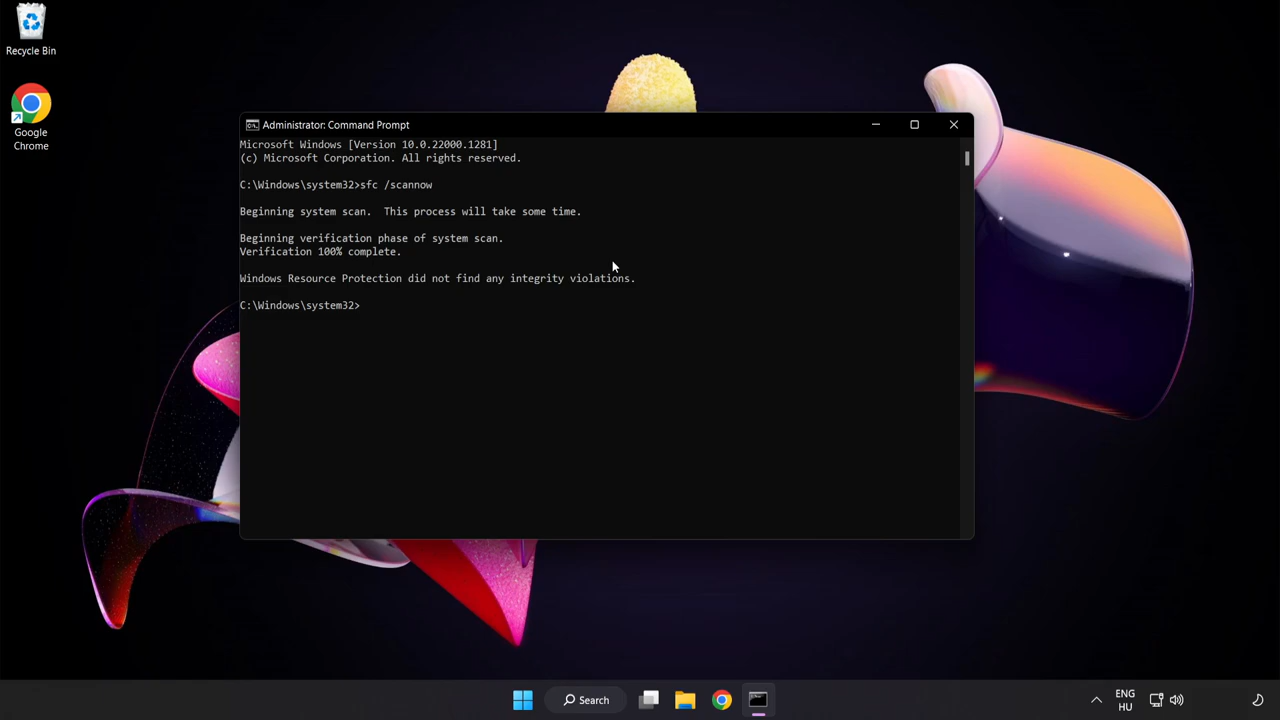 Recycle Bin
Google
Chrome
Administrator: Command Prompt
Microsoft Windows [Version 10.0.22000.1281]
(c) Microsoft Corporation. All rights reserved.
C:\Windows\system32>sfc /scannow
Beginning system scan.  This process will take some time.
Beginning verification phase of system scan.
Verification 100% complete.
Windows Resource Protection did not find any integrity violations.
C:\Windows\system32>
Search
ENG
HU